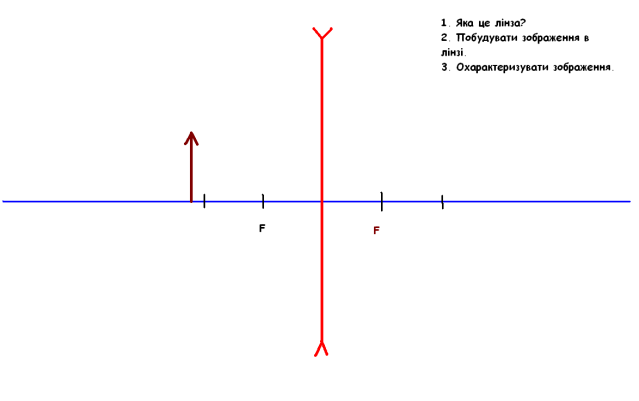 1. Яка це лінза?
2. Побудувати зображення в
лінзі.
3. Охарактеризувати зображення.
F
F